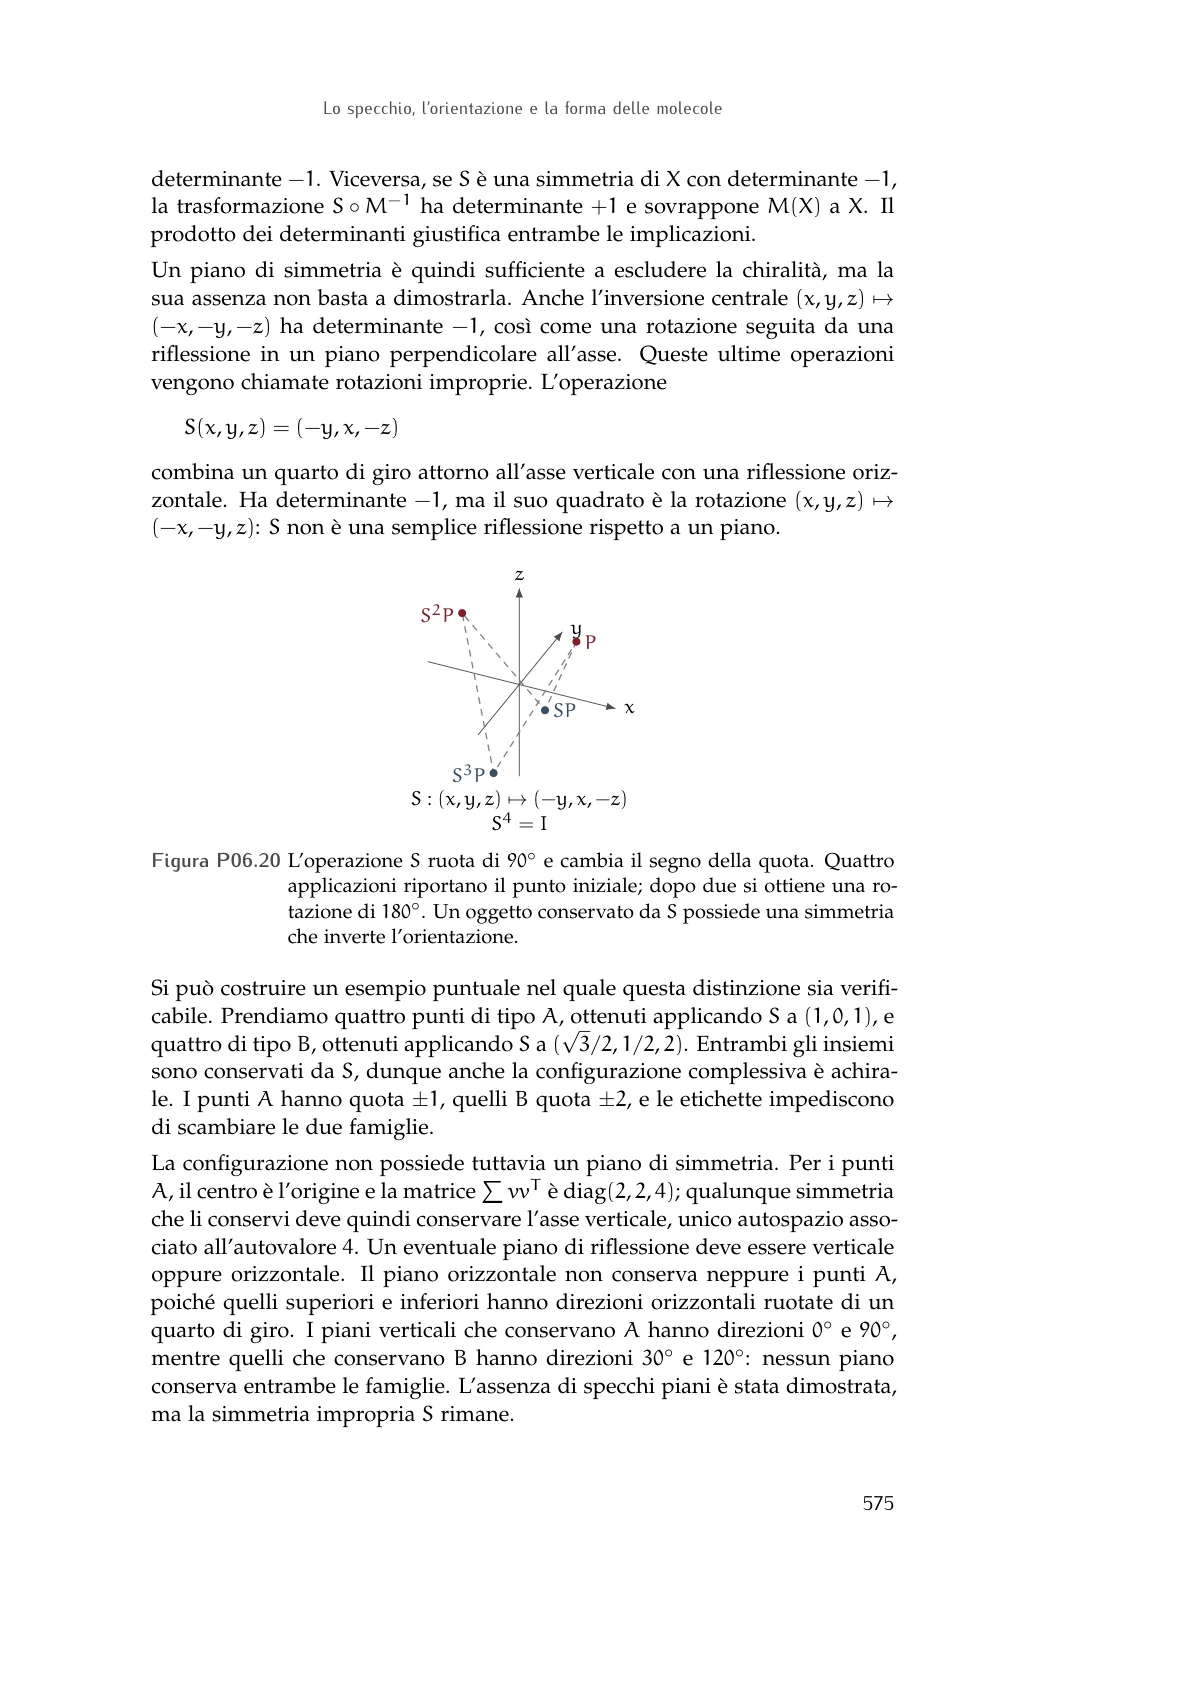 Lo specchio, l'orientazione e la forma delle molecole
determinante −1. Viceversa, se S è una simmetria di X con determinante −1,
la trasformazione S ∘ M⁻¹ ha determinante +1 e sovrappone M(X) a X. Il
prodotto dei determinanti giustifica entrambe le implicazioni.
Un piano di simmetria è quindi sufficiente a escludere la chiralità, ma la
sua assenza non basta a dimostrarla. Anche l'inversione centrale (x, y, z) ↦
(−x, −y, −z) ha determinante −1, così come una rotazione seguita da una
riflessione in un piano perpendicolare all'asse. Queste ultime operazioni
vengono chiamate rotazioni improprie. L'operazione
S(x, y, z) = (−y, x, −z)
combina un quarto di giro attorno all'asse verticale con una riflessione oriz-
zontale. Ha determinante −1, ma il suo quadrato è la rotazione (x, y, z) ↦
(−x, −y, z): S non è una semplice riflessione rispetto a un piano.
z
S²P
y
P
SP
x
S³P
S : (x, y, z) ↦ (−y, x, −z)
S⁴ = I
Figura P06.20 L'operazione S ruota di 90° e cambia il segno della quota. Quattro
applicazioni riportano il punto iniziale; dopo due si ottiene una ro-
tazione di 180°. Un oggetto conservato da S possiede una simmetria
che inverte l'orientazione.
Si può costruire un esempio puntuale nel quale questa distinzione sia verifi-
cabile. Prendiamo quattro punti di tipo A, ottenuti applicando S a (1, 0, 1), e
quattro di tipo B, ottenuti applicando S a (√3/2, 1/2, 2). Entrambi gli insiemi
sono conservati da S, dunque anche la configurazione complessiva è achira-
le. I punti A hanno quota ±1, quelli B quota ±2, e le etichette impediscono
di scambiare le due famiglie.
La configurazione non possiede tuttavia un piano di simmetria. Per i punti
A, il centro è l'origine e la matrice ∑ vvᵀ è diag(2, 2, 4); qualunque simmetria
che li conservi deve quindi conservare l'asse verticale, unico autospazio asso-
ciato all'autovalore 4. Un eventuale piano di riflessione deve essere verticale
oppure orizzontale. Il piano orizzontale non conserva neppure i punti A,
poiché quelli superiori e inferiori hanno direzioni orizzontali ruotate di un
quarto di giro. I piani verticali che conservano A hanno direzioni 0° e 90°,
mentre quelli che conservano B hanno direzioni 30° e 120°: nessun piano
conserva entrambe le famiglie. L'assenza di specchi piani è stata dimostrata,
ma la simmetria impropria S rimane.
575